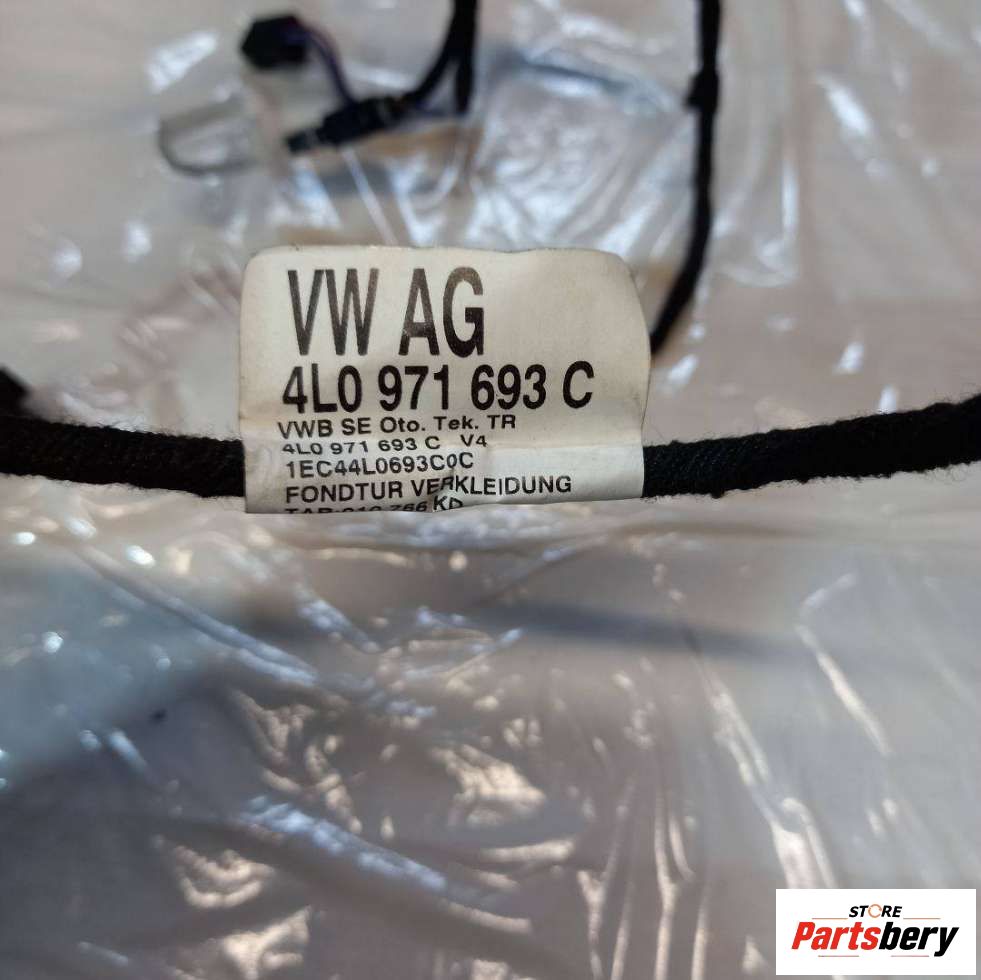 VW AG
4L0 971 693 C
VWB SE Oto. Tek. TR
4L0 971 693 C V4
1EC44L0693C0C
FONDTUR VERKLEIDUNG
KD
STORE
Partsbery